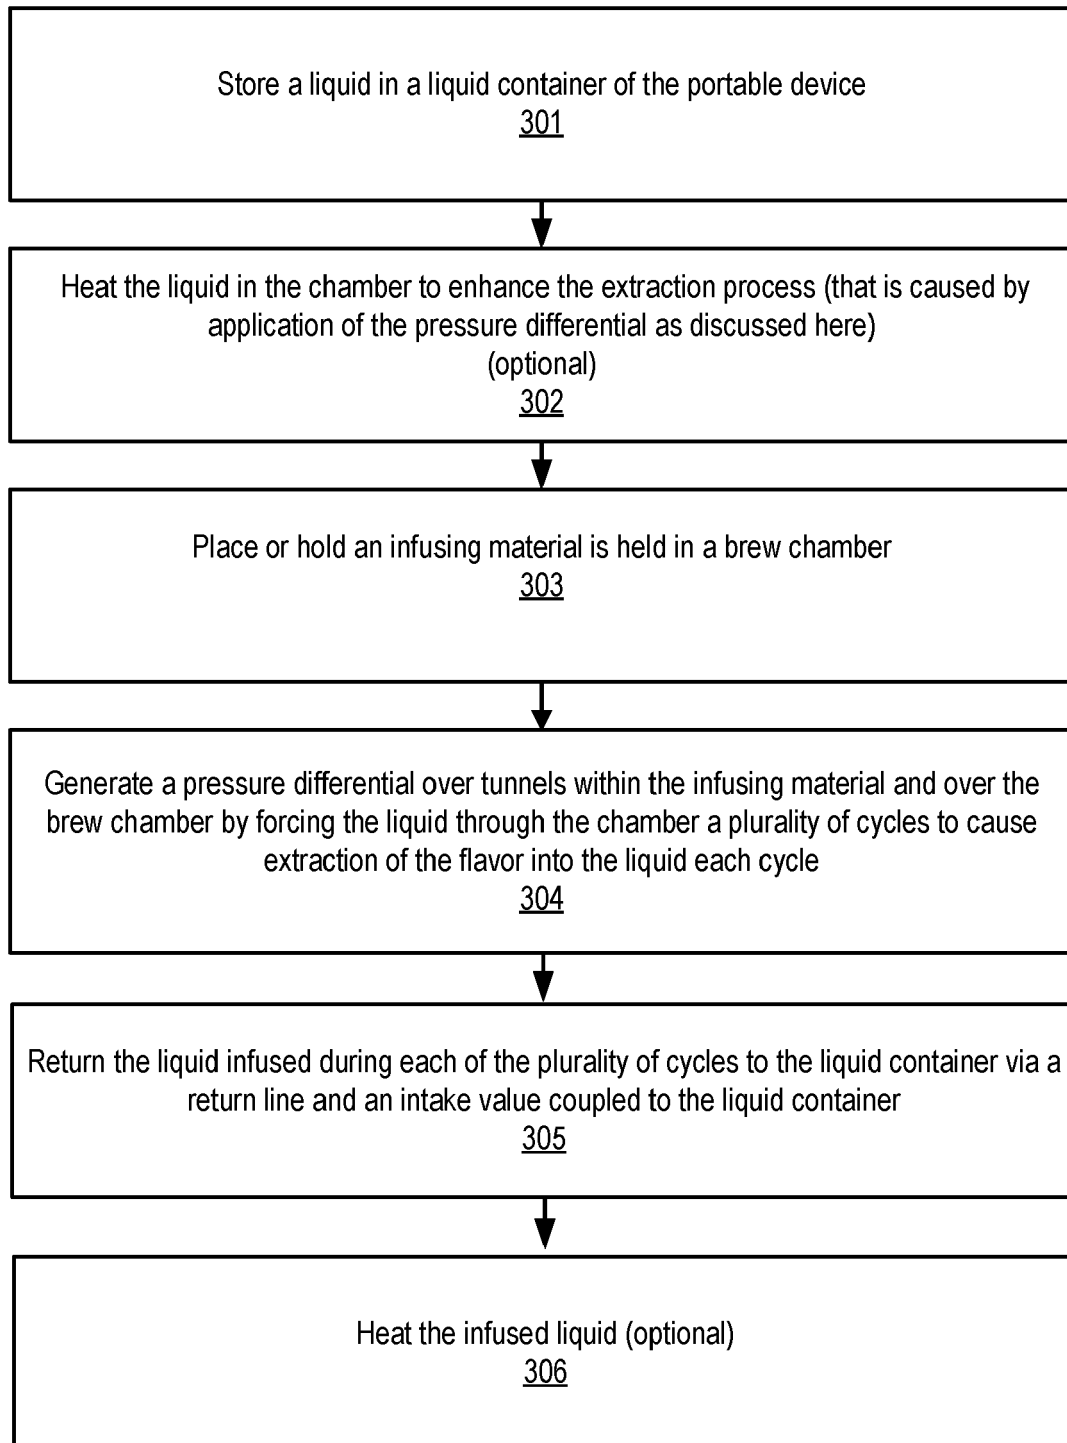 Store a liquid in a liquid container of the portable device
301
Heat the liquid in the chamber to enhance the extraction process (that is caused by
application of the pressure differential as discussed here)
(optional)
302
Place or hold an infusing material is held in a brew chamber
303
Generate a pressure differential over tunnels within the infusing material and over the
brew chamber by forcing the liquid through the chamber a plurality of cycles to cause
extraction of the flavor into the liquid each cycle
304
Return the liquid infused during each of the plurality of cycles to the liquid container via a
return line and an intake value coupled to the liquid container
305
Heat the infused liquid (optional)
306